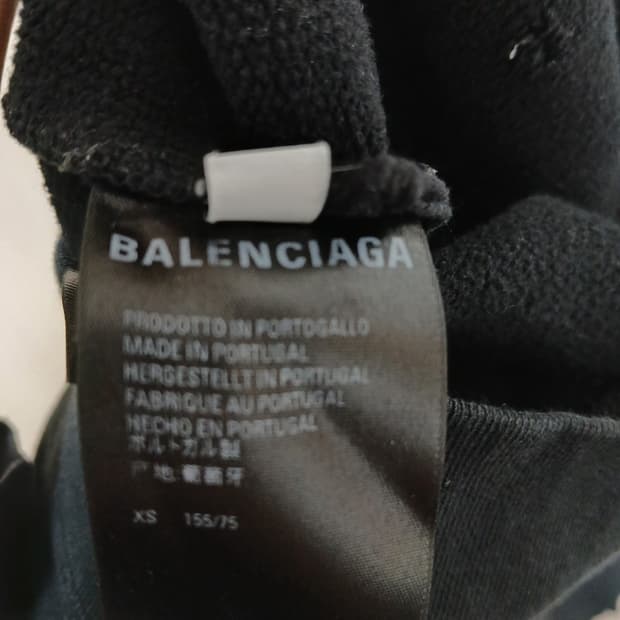 BALENCIAGA
PRODOTTO IN PORTOGALLO
MADE IN PORTUGAL
HERGESTELLT IN PORTUGAL
FABRIQUE AU PORTUGAL
HECHO EN PORTUGAL
ポルトガル製
产地:葡萄牙
XS 155/75